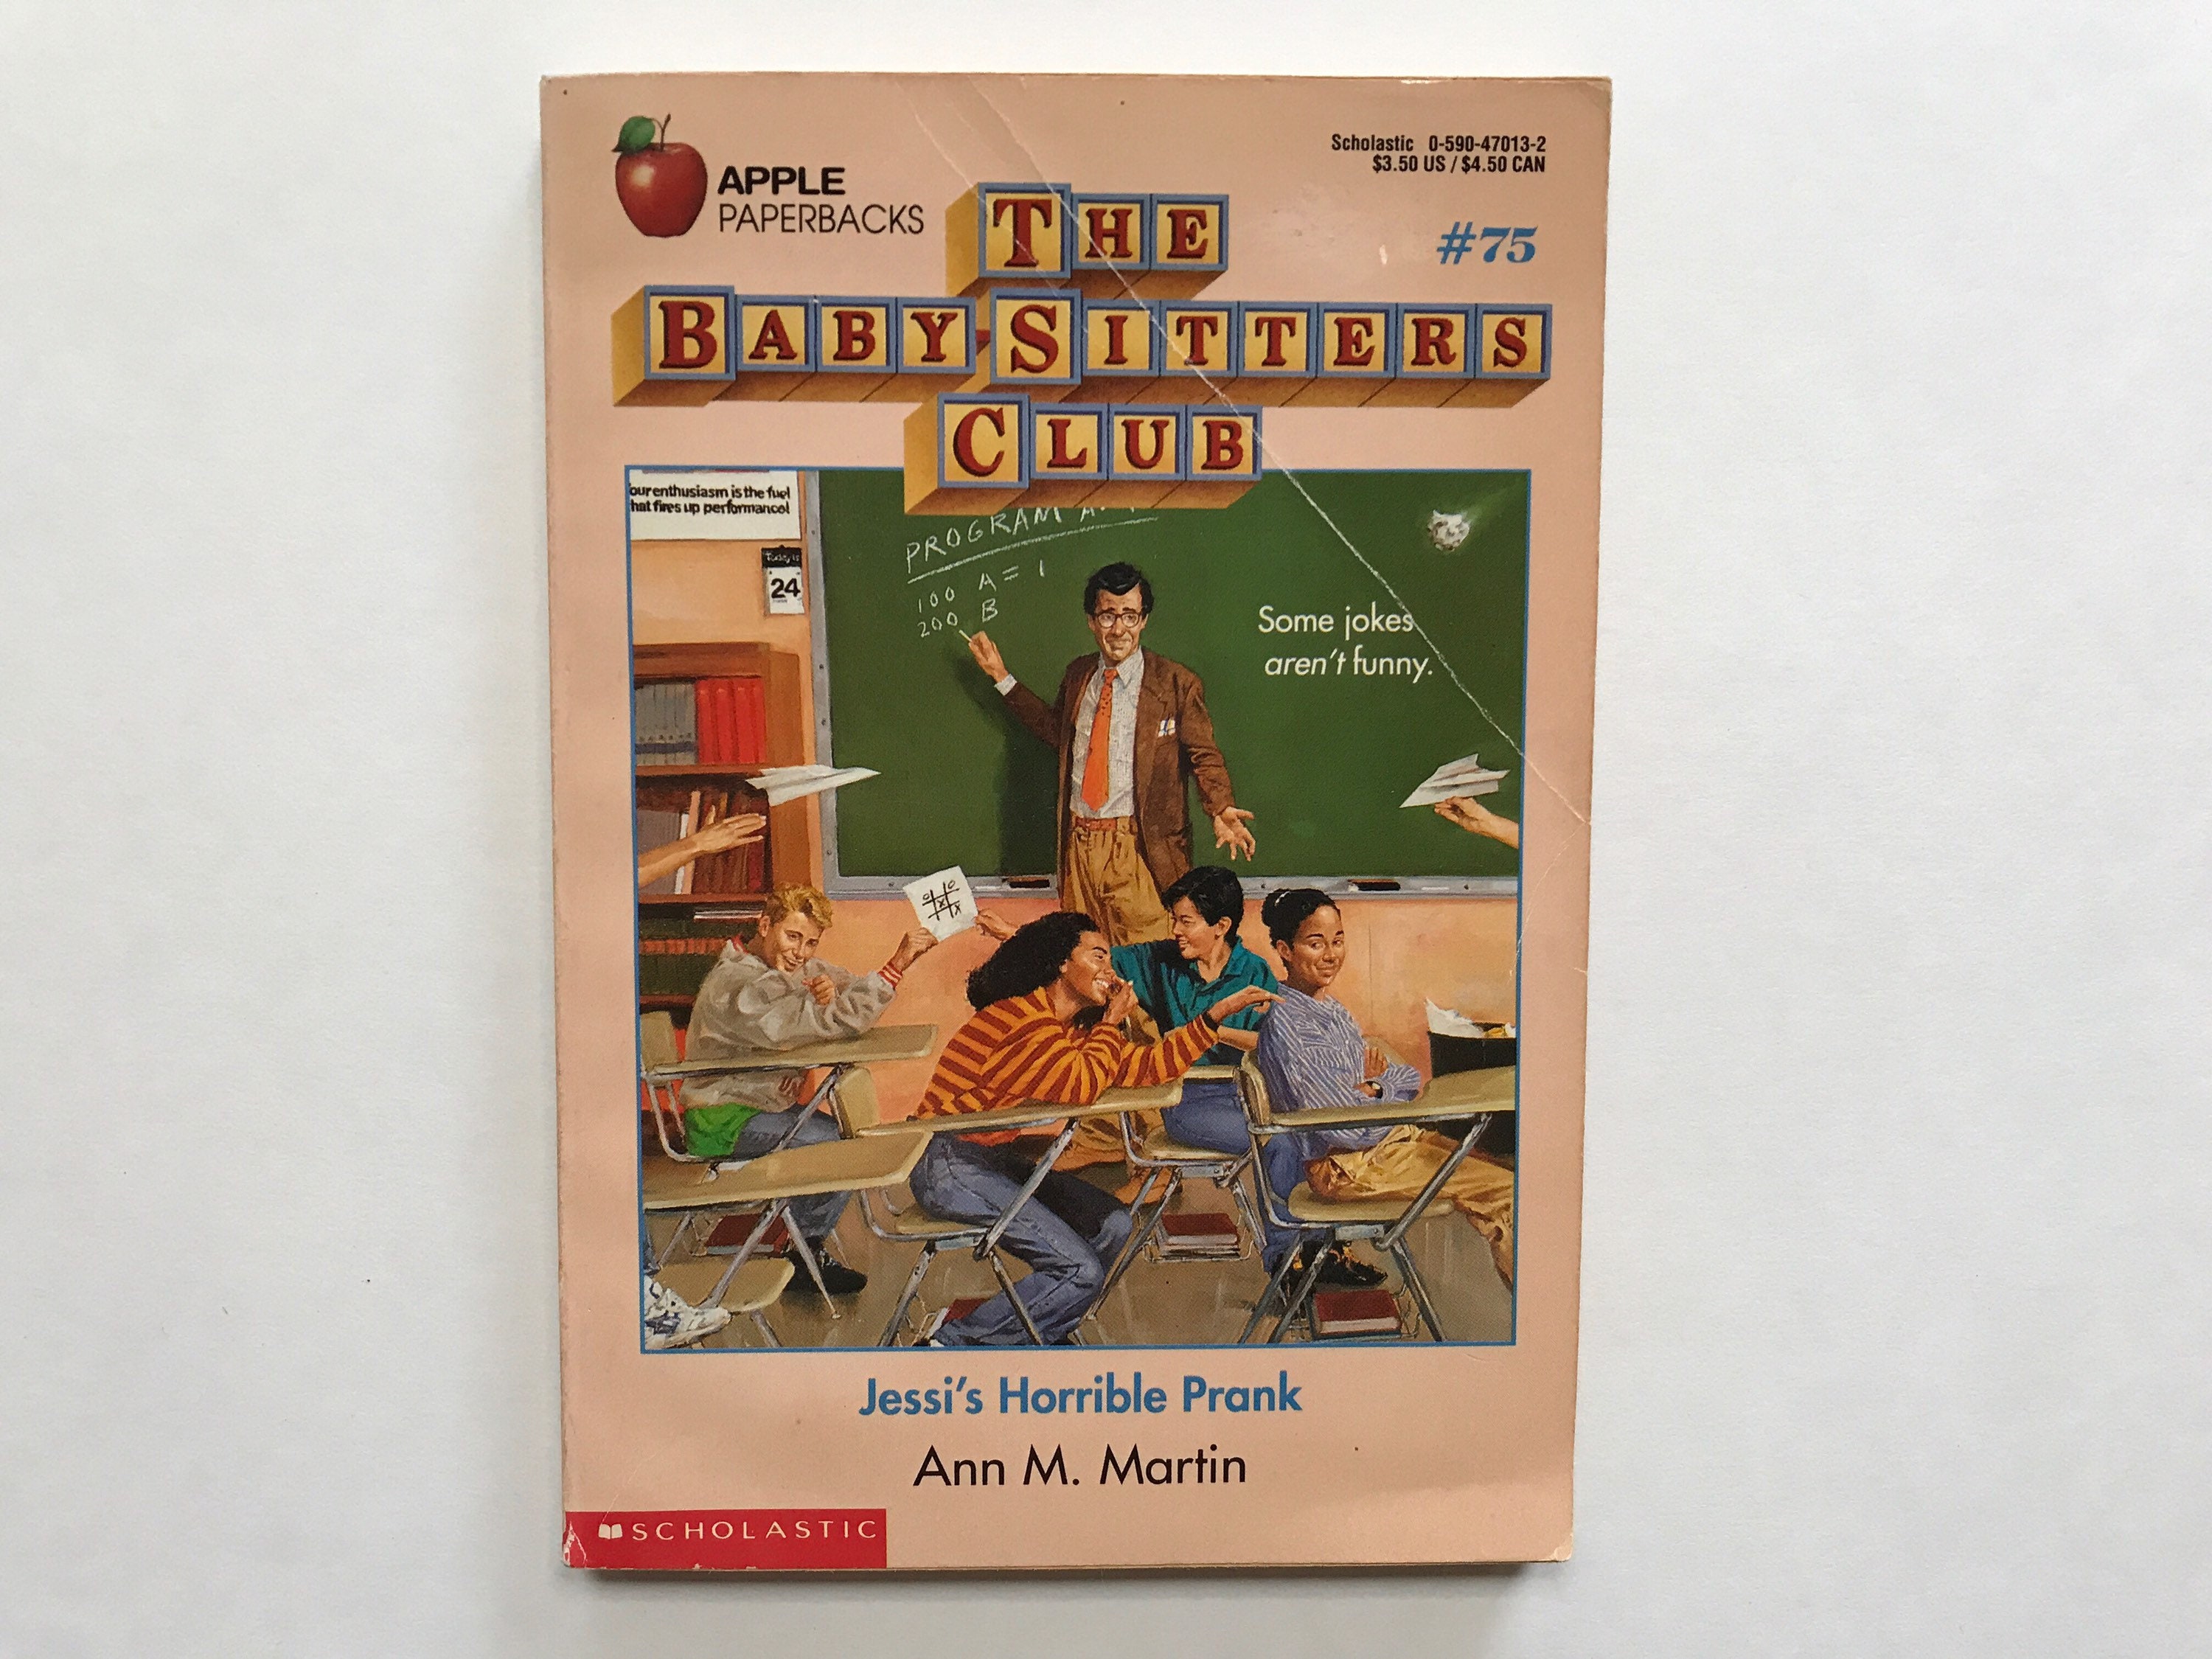 APPLE
PAPERBACKS
Scholastic 0-590-47013-2
$3.50 US / $4.50 CAN
#75
THE
BABY-SITTERS
CLUB
our enthusiasm is the fuel
hat fires up performance!
Today is
24
PROGRAM
100 A = 1
200 B
Some jokes
aren't funny.
O O
X
X
Jessi's Horrible Prank
Ann M. Martin
SCHOLASTIC